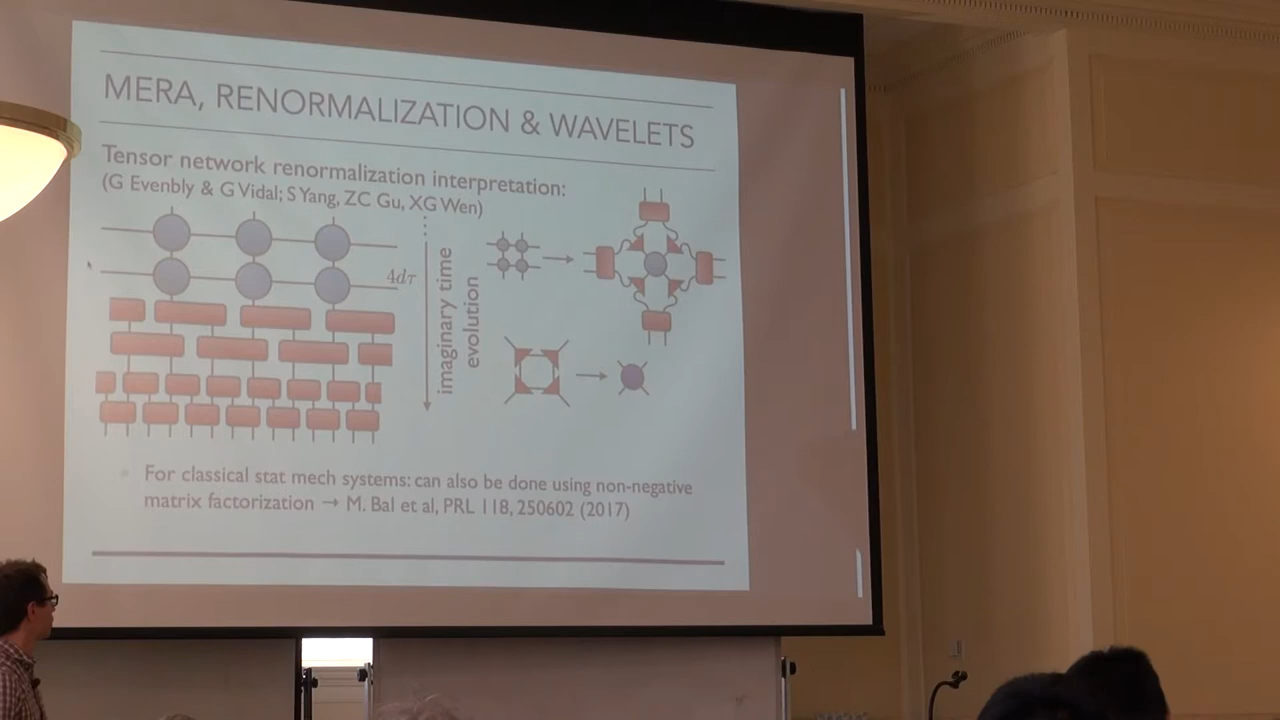 MERA, RENORMALIZATION & WAVELETS
Tensor network renormalization interpretation:
(G Evenbly & G Vidal; S Yang, ZC Gu, XG Wen)
4dτ
imaginary time
evolution
For classical stat mech systems: can also be done using non-negative
matrix factorization → M. Bal et al, PRL 118, 250602 (2017)